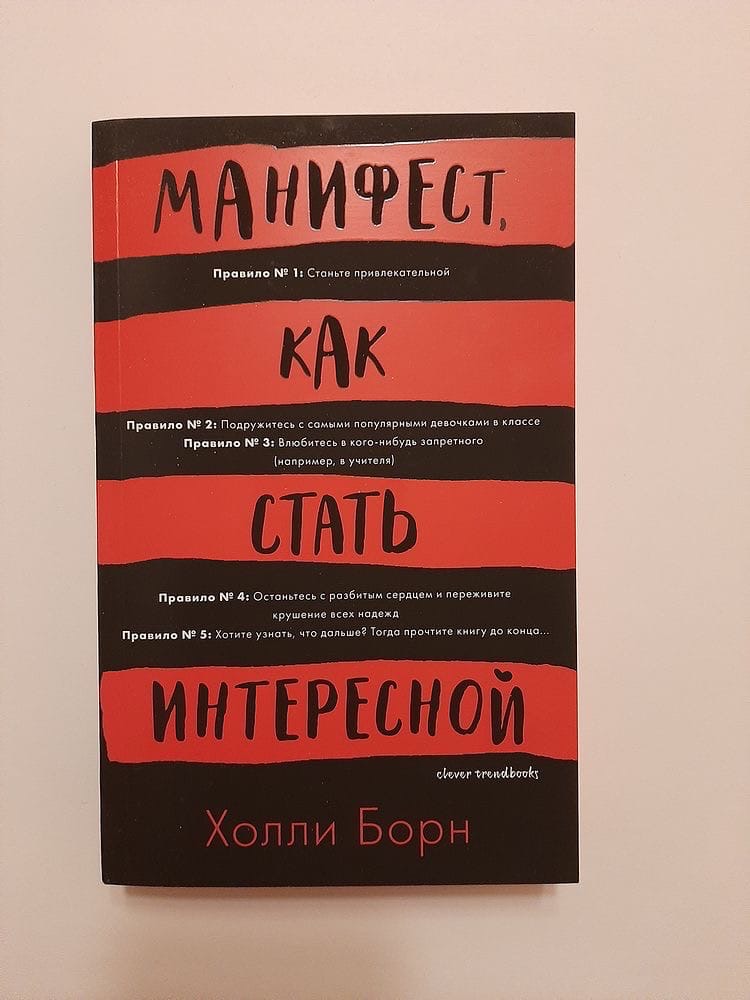 МАНИФЕСТ,
Правило № 1: Станьте привлекательной
КАК
Правило № 2: Подружитесь с самыми популярными девочками в классе
Правило № 3: Влюбитесь в кого-нибудь запретного
(например, в учителя)
СТАТЬ
Правило № 4: Останьтесь с разбитым сердцем и переживите
крушение всех надежд
Правило № 5: Хотите узнать, что дальше? Тогда прочтите книгу до конца...
ИНТЕРЕСНОЙ
clever trendbooks
Холли Борн